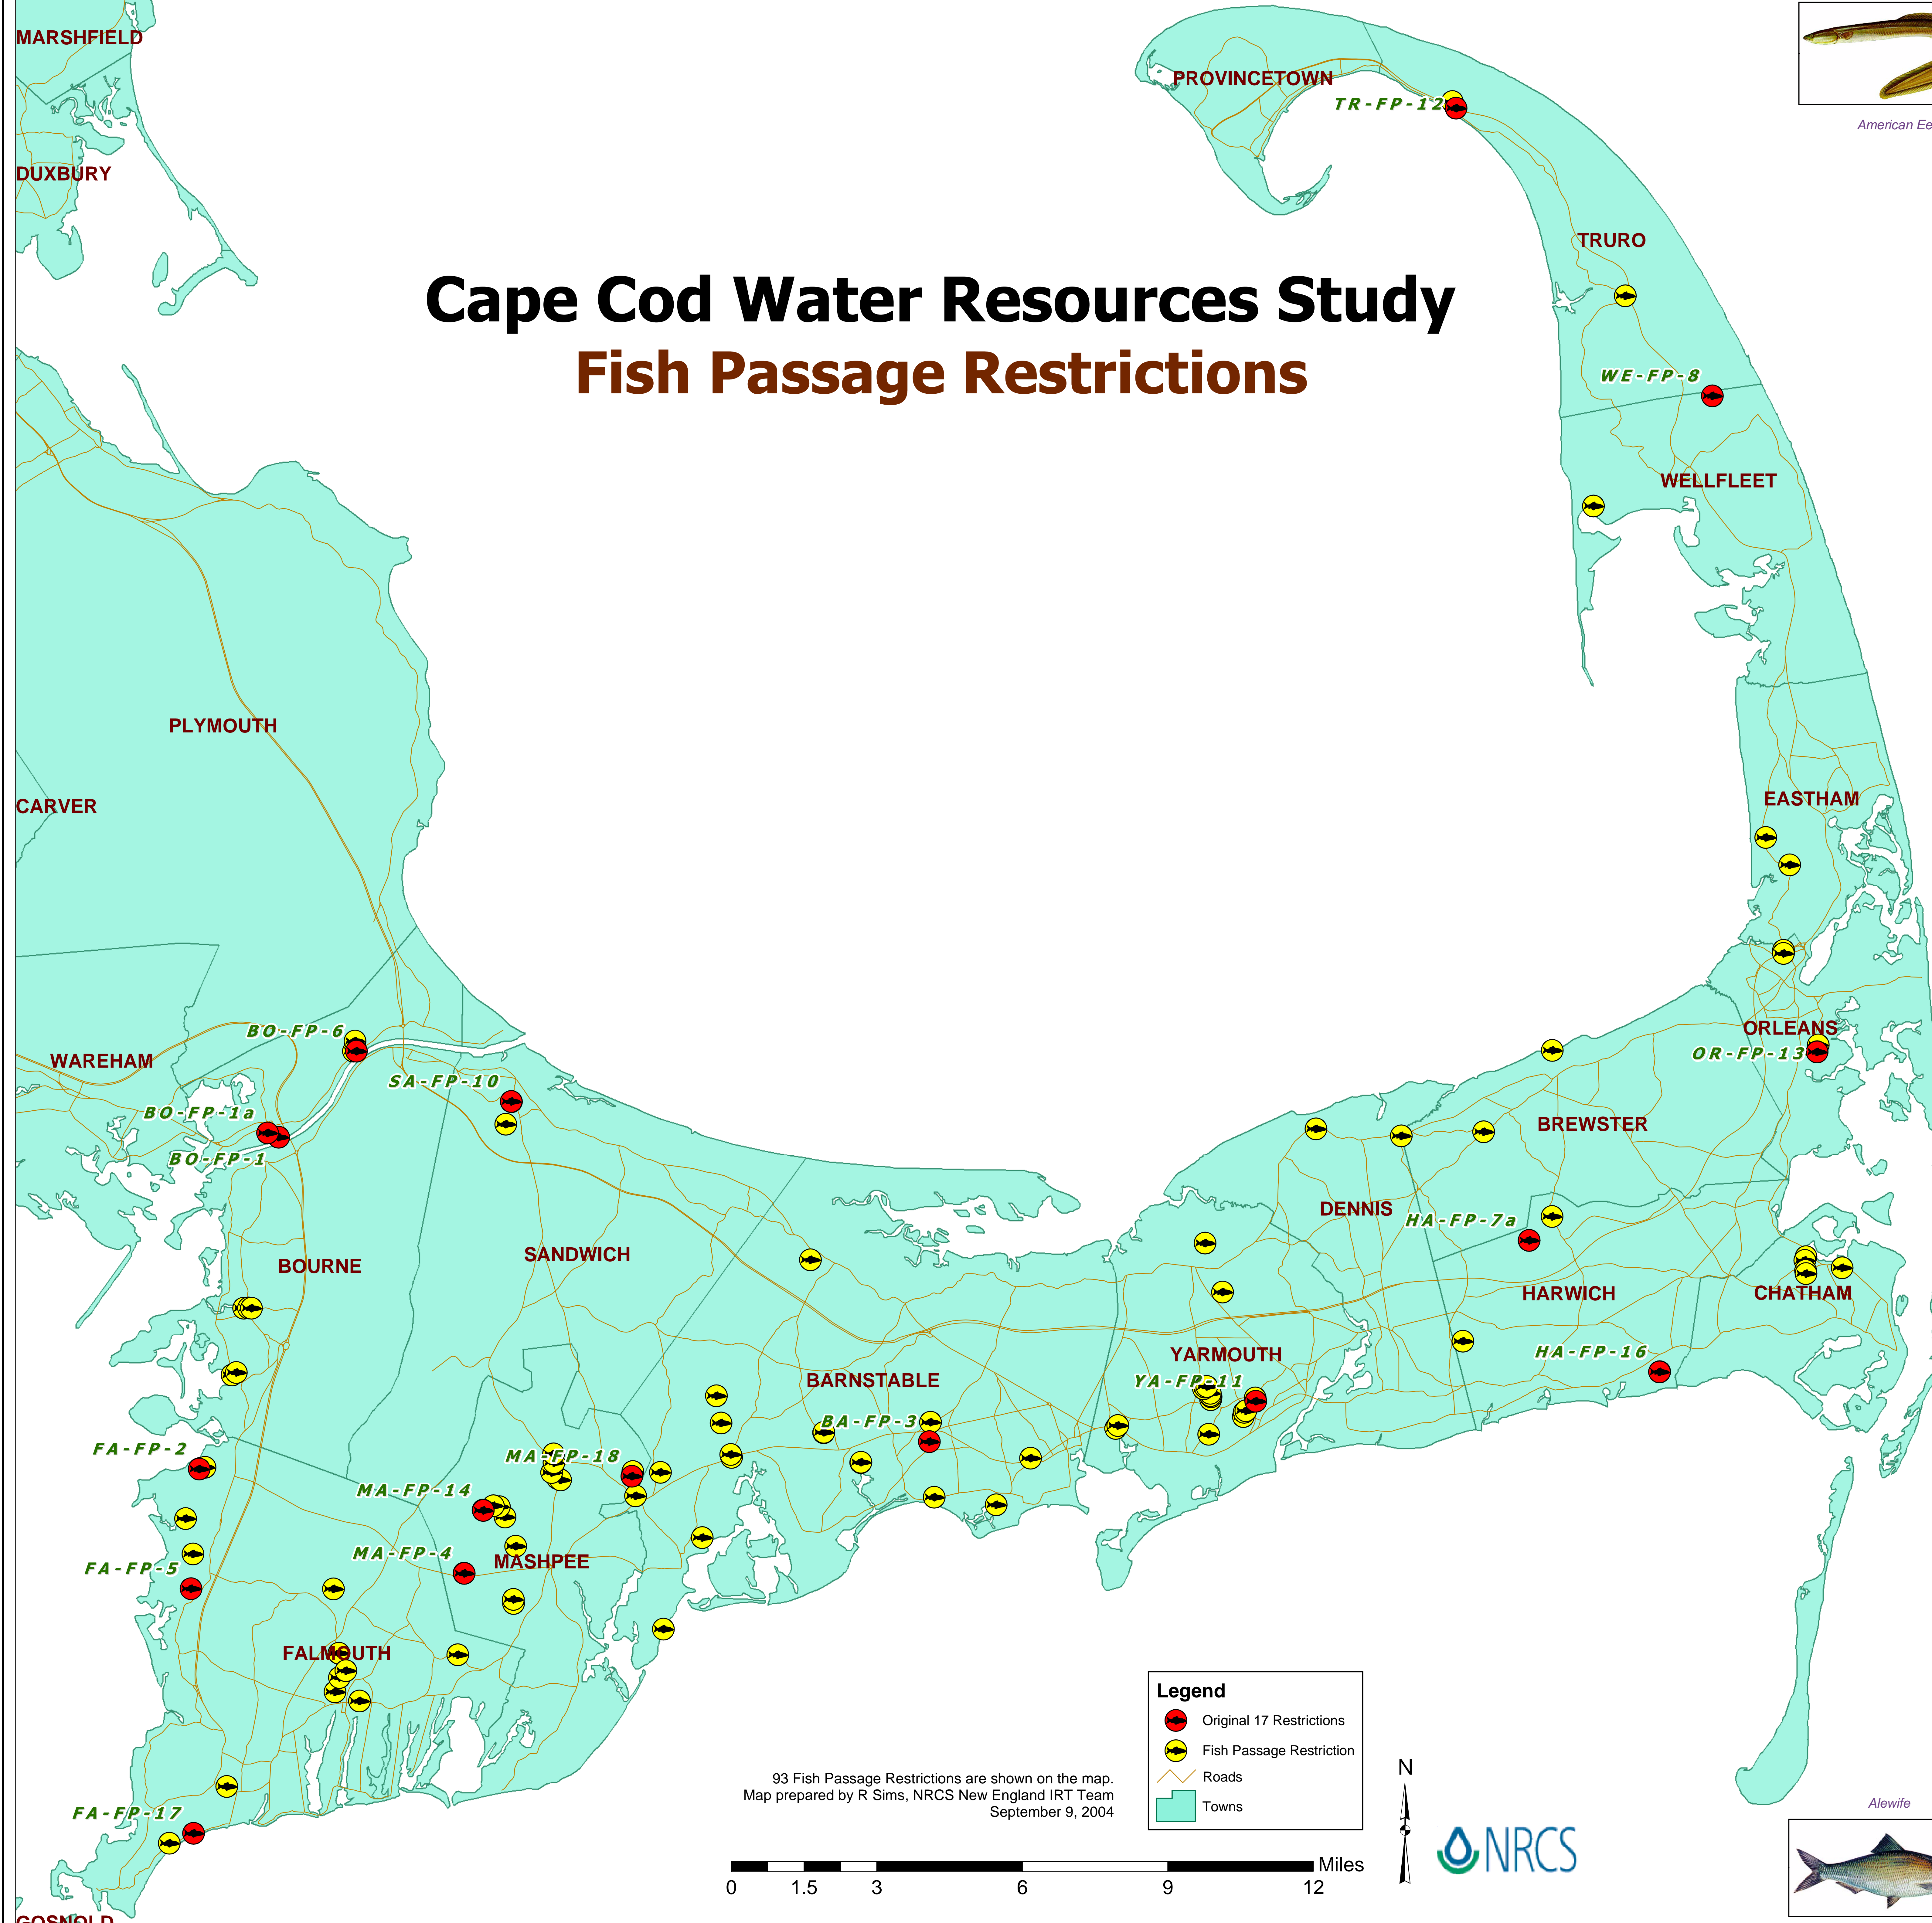 MARSHFIELD
PROVINCETOWN
TR-FP-12
American Ee
DUXBURY
TRURO
Cape Cod Water Resources Study
Fish Passage Restrictions
WE-FP-8
WELLFLEET
PLYMOUTH
CARVER
EASTHAM
BO-FP-6
ORLEANS
OR-FP-13
WAREHAM
SA-FP-10
BO-FP-1a
BO-FP-1
BREWSTER
DENNIS
HA-FP-7a
SANDWICH
BOURNE
HARWICH
CHATHAM
YARMOUTH
HA-FP-16
BARNSTABLE
YA-FP-11
BA-FP-3
FA-FP-2
MA-FP-18
MA-FP-14
MA-FP-4
MASHPEE
FA-FP-5
FALMOUTH
Legend
Original 17 Restrictions
Fish Passage Restriction
Roads
Towns
93 Fish Passage Restrictions are shown on the map.
Map prepared by R Sims, NRCS New England IRT Team
September 9, 2004
N
Alewife
FA-FP-17
NRCS
Miles
0 1.5 3 6 9 12
GOSNOLD